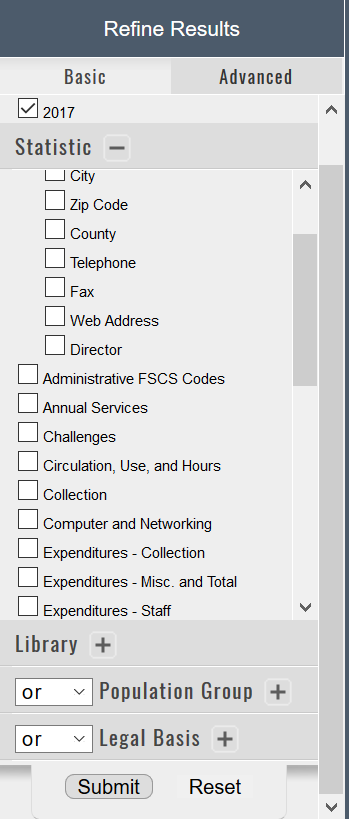 Refine Results
Basic
Advanced
2017
Statistic
City
Zip Code
County
Telephone
Fax
Web Address
Director
Administrative FSCS Codes
Annual Services
Challenges
Circulation, Use, and Hours
Collection
Computer and Networking
Expenditures - Collection
Expenditures - Misc. and Total
Expenditures - Staff
Library
or Population Group
or Legal Basis
Submit Reset